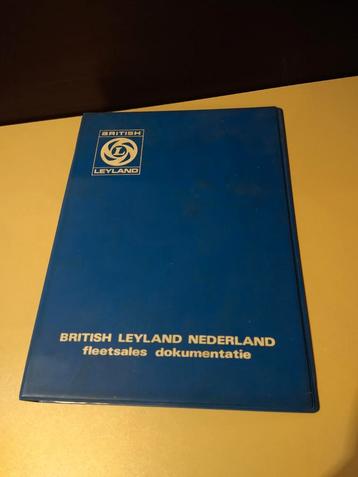 BRITISH
L
LEYLAND
BRITISH LEYLAND NEDERLAND
fleetsales dokumentatie